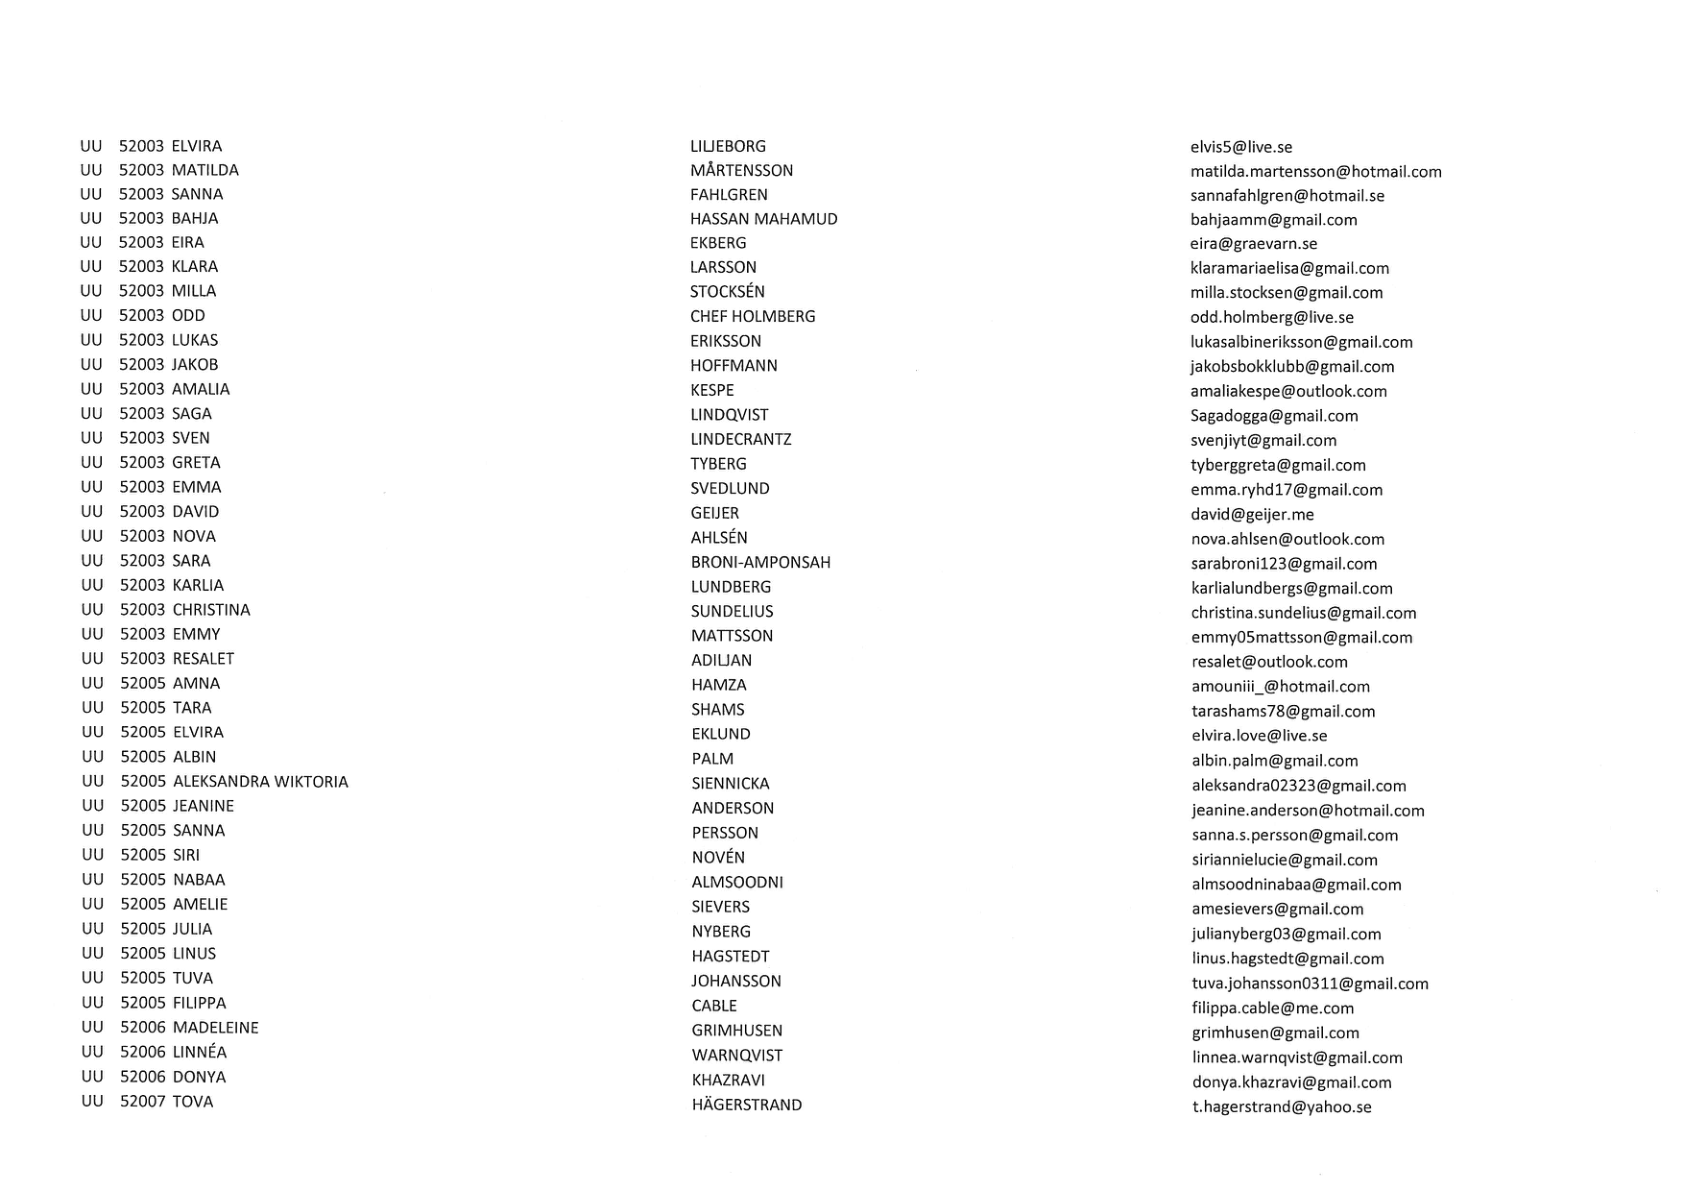 UU 52003 ELVIRA LILJEBORG elvis5@live.se
UU 52003 MATILDA MÅRTENSSON matilda.martensson@hotmail.com
UU 52003 SANNA FAHLGREN sannafahlgren@hotmail.se
UU 52003 BAHJA HASSAN MAHAMUD bahjaamm@gmail.com
UU 52003 EIRA EKBERG eira@graevarn.se
UU 52003 KLARA LARSSON klaramariaelisa@gmail.com
UU 52003 MILLA STOCKSÉN milla.stocksen@gmail.com
UU 52003 ODD CHEF HOLMBERG odd.holmberg@live.se
UU 52003 LUKAS ERIKSSON lukasalbineriksson@gmail.com
UU 52003 JAKOB HOFFMANN jakobsbokklubb@gmail.com
UU 52003 AMALIA KESPE amaliakespe@outlook.com
UU 52003 SAGA LINDQVIST Sagadogga@gmail.com
UU 52003 SVEN LINDECRANTZ svenjiyt@gmail.com
UU 52003 GRETA TYBERG tyberggreta@gmail.com
UU 52003 EMMA SVEDLUND emma.ryhd17@gmail.com
UU 52003 DAVID GEIJER david@geijer.me
UU 52003 NOVA AHLSÉN nova.ahlsen@outlook.com
UU 52003 SARA BRONI-AMPONSAH sarabroni123@gmail.com
UU 52003 KARLIA LUNDBERG karlialundbergs@gmail.com
UU 52003 CHRISTINA SUNDELIUS christina.sundelius@gmail.com
UU 52003 EMMY MATTSSON emmy05mattsson@gmail.com
UU 52003 RESALET ADILJAN resalet@outlook.com
UU 52005 AMNA HAMZA amouniii_@hotmail.com
UU 52005 TARA SHAMS tarashams78@gmail.com
UU 52005 ELVIRA EKLUND elvira.love@live.se
UU 52005 ALBIN PALM albin.palm@gmail.com
UU 52005 ALEKSANDRA WIKTORIA SIENNICKA aleksandra02323@gmail.com
UU 52005 JEANINE ANDERSON jeanine.anderson@hotmail.com
UU 52005 SANNA PERSSON sanna.s.persson@gmail.com
UU 52005 SIRI NOVÉN siriannielucie@gmail.com
UU 52005 NABAA ALMSOODNI almsoodninabaa@gmail.com
UU 52005 AMELIE SIEVERS amesievers@gmail.com
UU 52005 JULIA NYBERG julianyberg03@gmail.com
UU 52005 LINUS HAGSTEDT linus.hagstedt@gmail.com
UU 52005 TUVA JOHANSSON tuva.johansson0311@gmail.com
UU 52005 FILIPPA CABLE filippa.cable@me.com
UU 52006 MADELEINE GRIMHUSEN grimhusen@gmail.com
UU 52006 LINNÉA WARNQVIST linnea.warnqvist@gmail.com
UU 52006 DONYA KHAZRAVI donya.khazravi@gmail.com
UU 52007 TOVA HÄGERSTRAND t.hagerstrand@yahoo.se